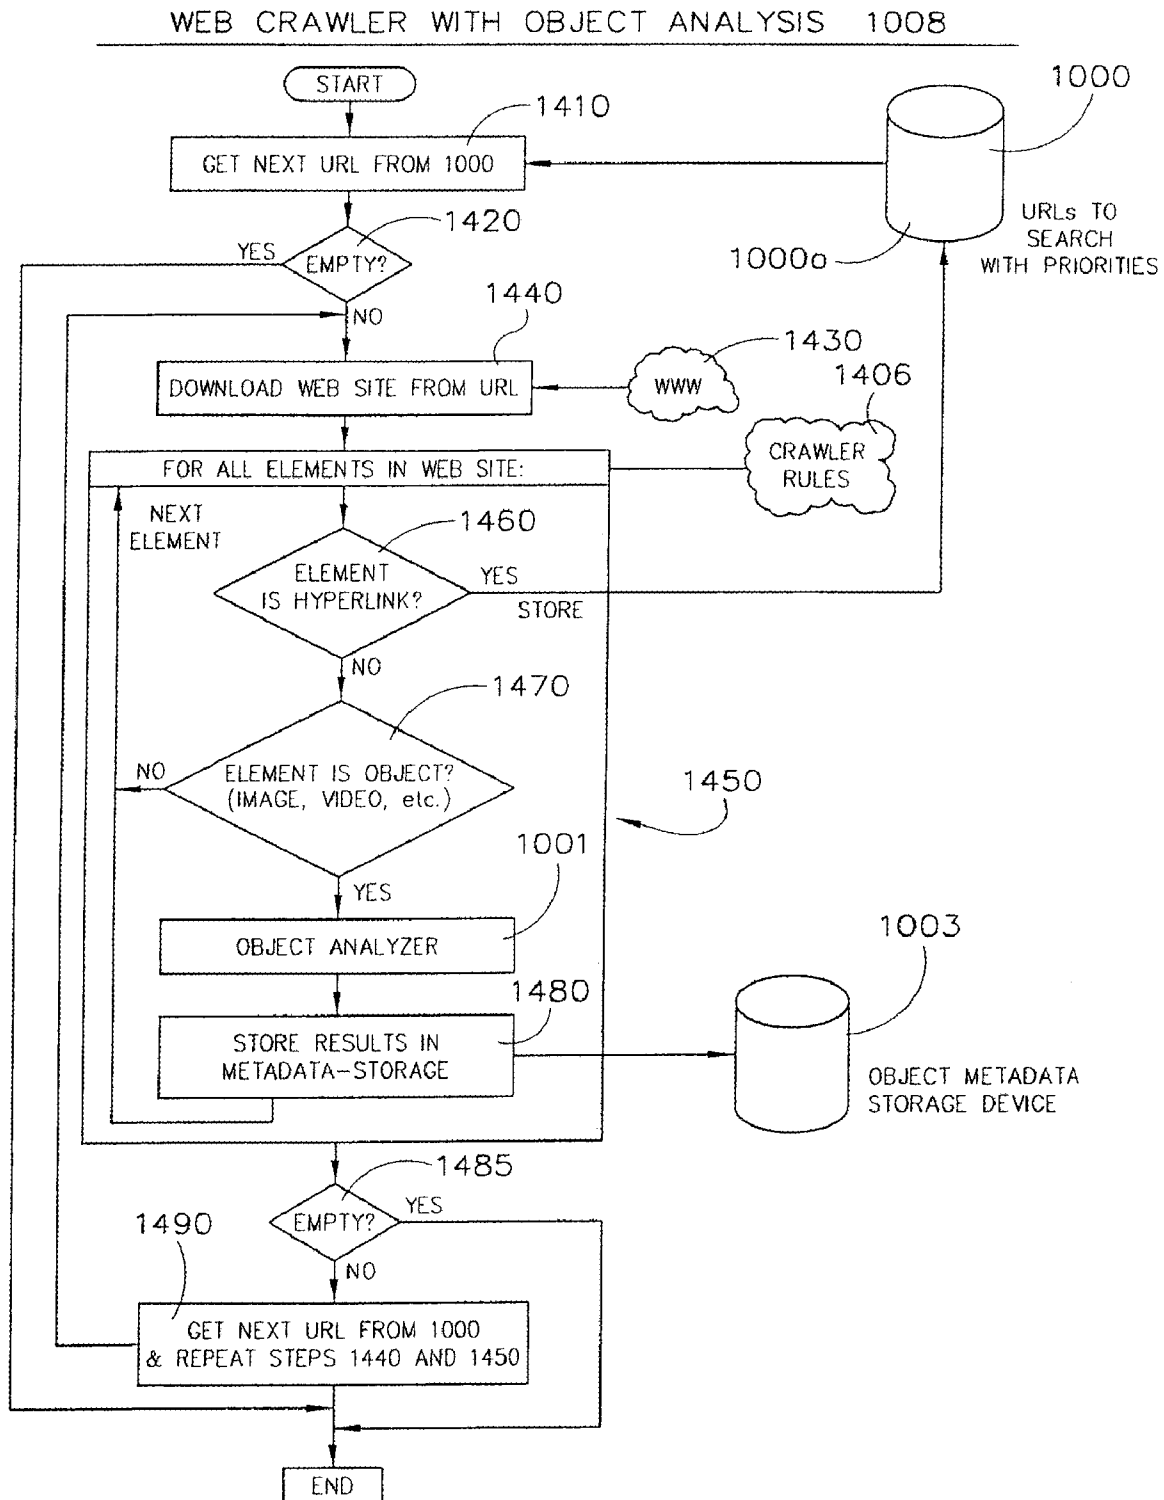 WEB CRAWLER WITH OBJECT ANALYSIS 1008
START
1410
1000
GET NEXT URL FROM 1000
1420
YES
EMPTY?
NO
1000a
URLs TO
SEARCH
WITH PRIORITIES
1440
DOWNLOAD WEB SITE FROM URL
WWW
1430
1406
CRAWLER
RULES
FOR ALL ELEMENTS IN WEB SITE:
NEXT
ELEMENT
1460
ELEMENT
IS HYPERLINK?
YES
STORE
NO
1470
NO
ELEMENT IS OBJECT?
(IMAGE, VIDEO, etc.)
1450
YES
1001
OBJECT ANALYZER
1003
1480
STORE RESULTS IN
METADATA-STORAGE
OBJECT METADATA
STORAGE DEVICE
1485
EMPTY?
YES
NO
1490
GET NEXT URL FROM 1000
& REPEAT STEPS 1440 AND 1450
END